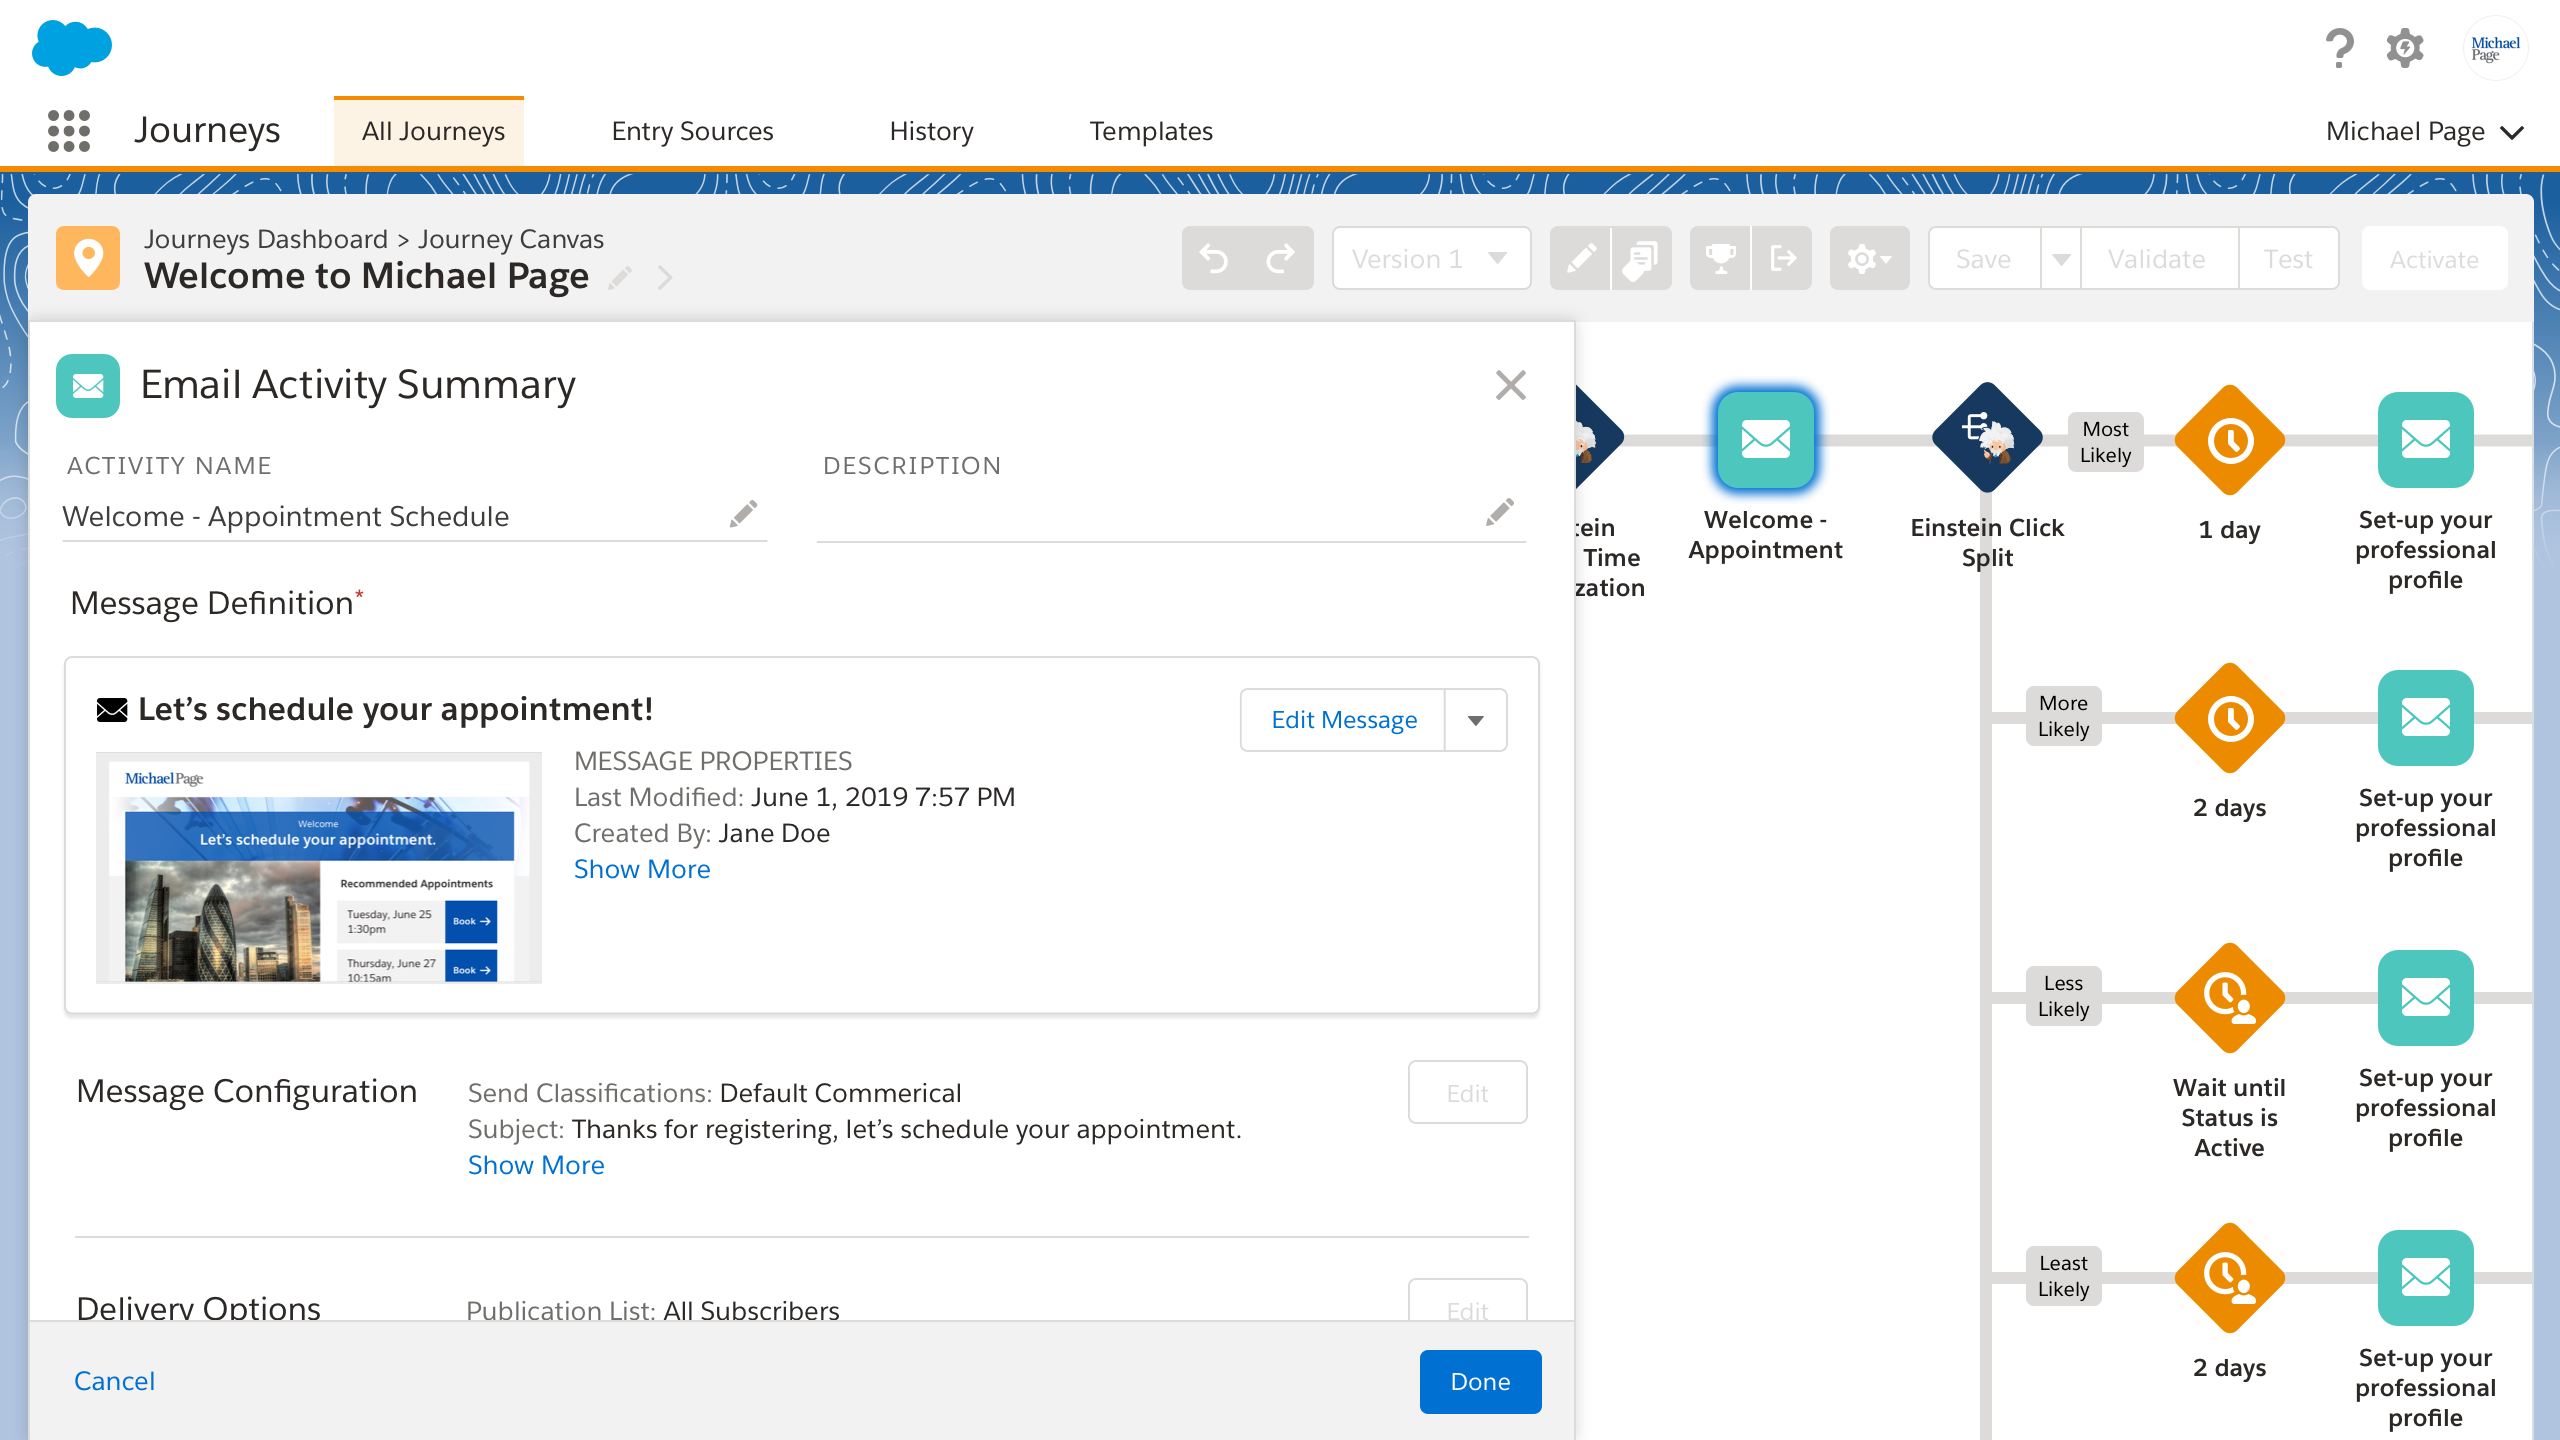 Michael
Page
Journeys
All Journeys
Entry Sources
History
Templates
Michael Page
Journeys Dashboard > Journey Canvas
Welcome to Michael Page
Version 1
Save
Validate
Test
Activate
Email Activity Summary
ACTIVITY NAME
DESCRIPTION
Welcome - Appointment Schedule
Message Definition*
Let’s schedule your appointment!
Edit Message
MichaelPage
Welcome
Let’s schedule your appointment.
Recommended Appointments
Tuesday, June 25
1:30pm
Book →
Thursday, June 27
10:15am
Book →
MESSAGE PROPERTIES
Last Modified: June 1, 2019 7:57 PM
Created By: Jane Doe
Show More
Message Configuration
Send Classifications: Default Commerical
Subject: Thanks for registering, let’s schedule your appointment.
Show More
Edit
Delivery Options
Publication List: All Subscribers
Edit
Cancel
Done
tein
Time
zation
Welcome -
Appointment
Einstein Click
Split
Most
Likely
1 day
Set-up your
professional
profile
More
Likely
2 days
Set-up your
professional
profile
Less
Likely
Wait until
Status is
Active
Set-up your
professional
profile
Least
Likely
2 days
Set-up your
professional
profile